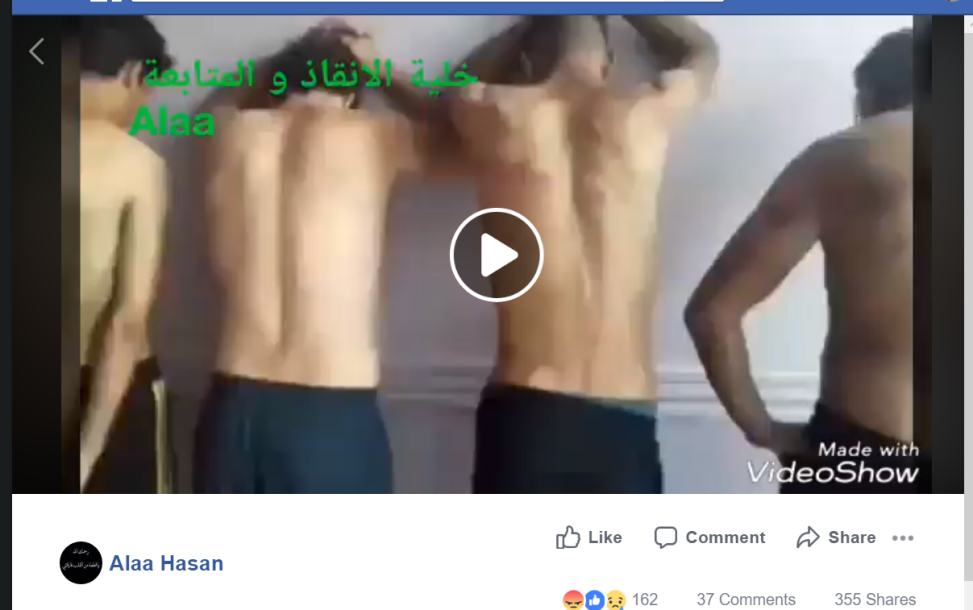 خلية الانقاذ و المتابعة
Alaa
Made with
VideoShow
Like
Comment
Share
Alaa Hasan
162
37 Comments
355 Shares